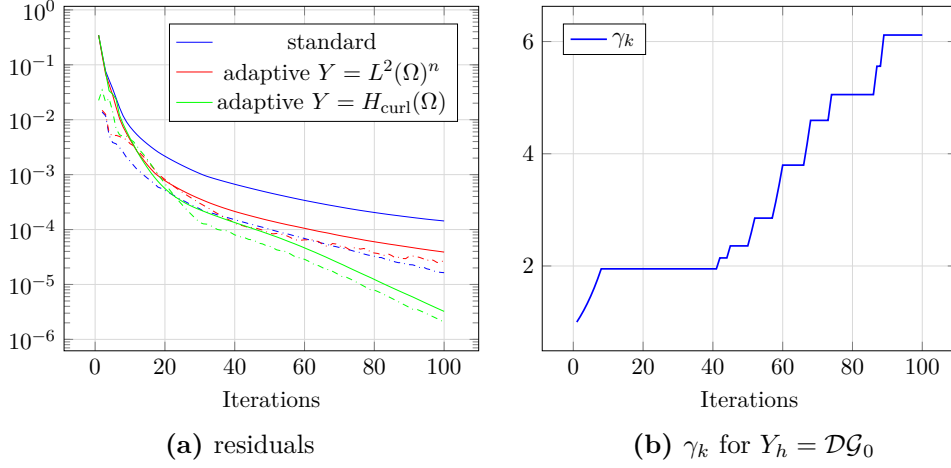 10^0
10^−1
10^−2
10^−3
10^−4
10^−5
10^−6
standard
adaptive Y = L^2(Ω)^n
adaptive Y = H_curl(Ω)
0 20 40 60 80 100
Iterations
(a) residuals
6
4
2
γ_k
0 20 40 60 80 100
Iterations
(b) γ_k for Y_h = 𝒟𝒢_0